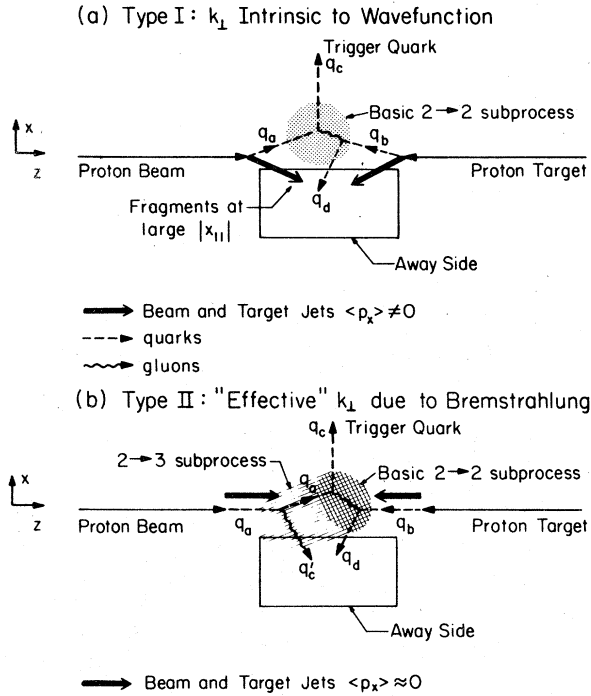 (a) Type I: k⊥ Intrinsic to Wavefunction
Trigger Quark
q_c
Basic 2→2 subprocess
x
q_a
q_b
z
Proton Beam
Proton Target
Fragments at
large |x_||
q_d
Away Side
Beam and Target Jets <p_x> ≠ 0
quarks
gluons
(b) Type II: "Effective" k⊥ due to Bremstrahlung
q_c Trigger Quark
2→3 subprocess
Basic 2→2 subprocess
x
q_a
z
Proton Beam
q_a
q_b
Proton Target
q'_c
q_d
Away Side
Beam and Target Jets <p_x> ≈ 0